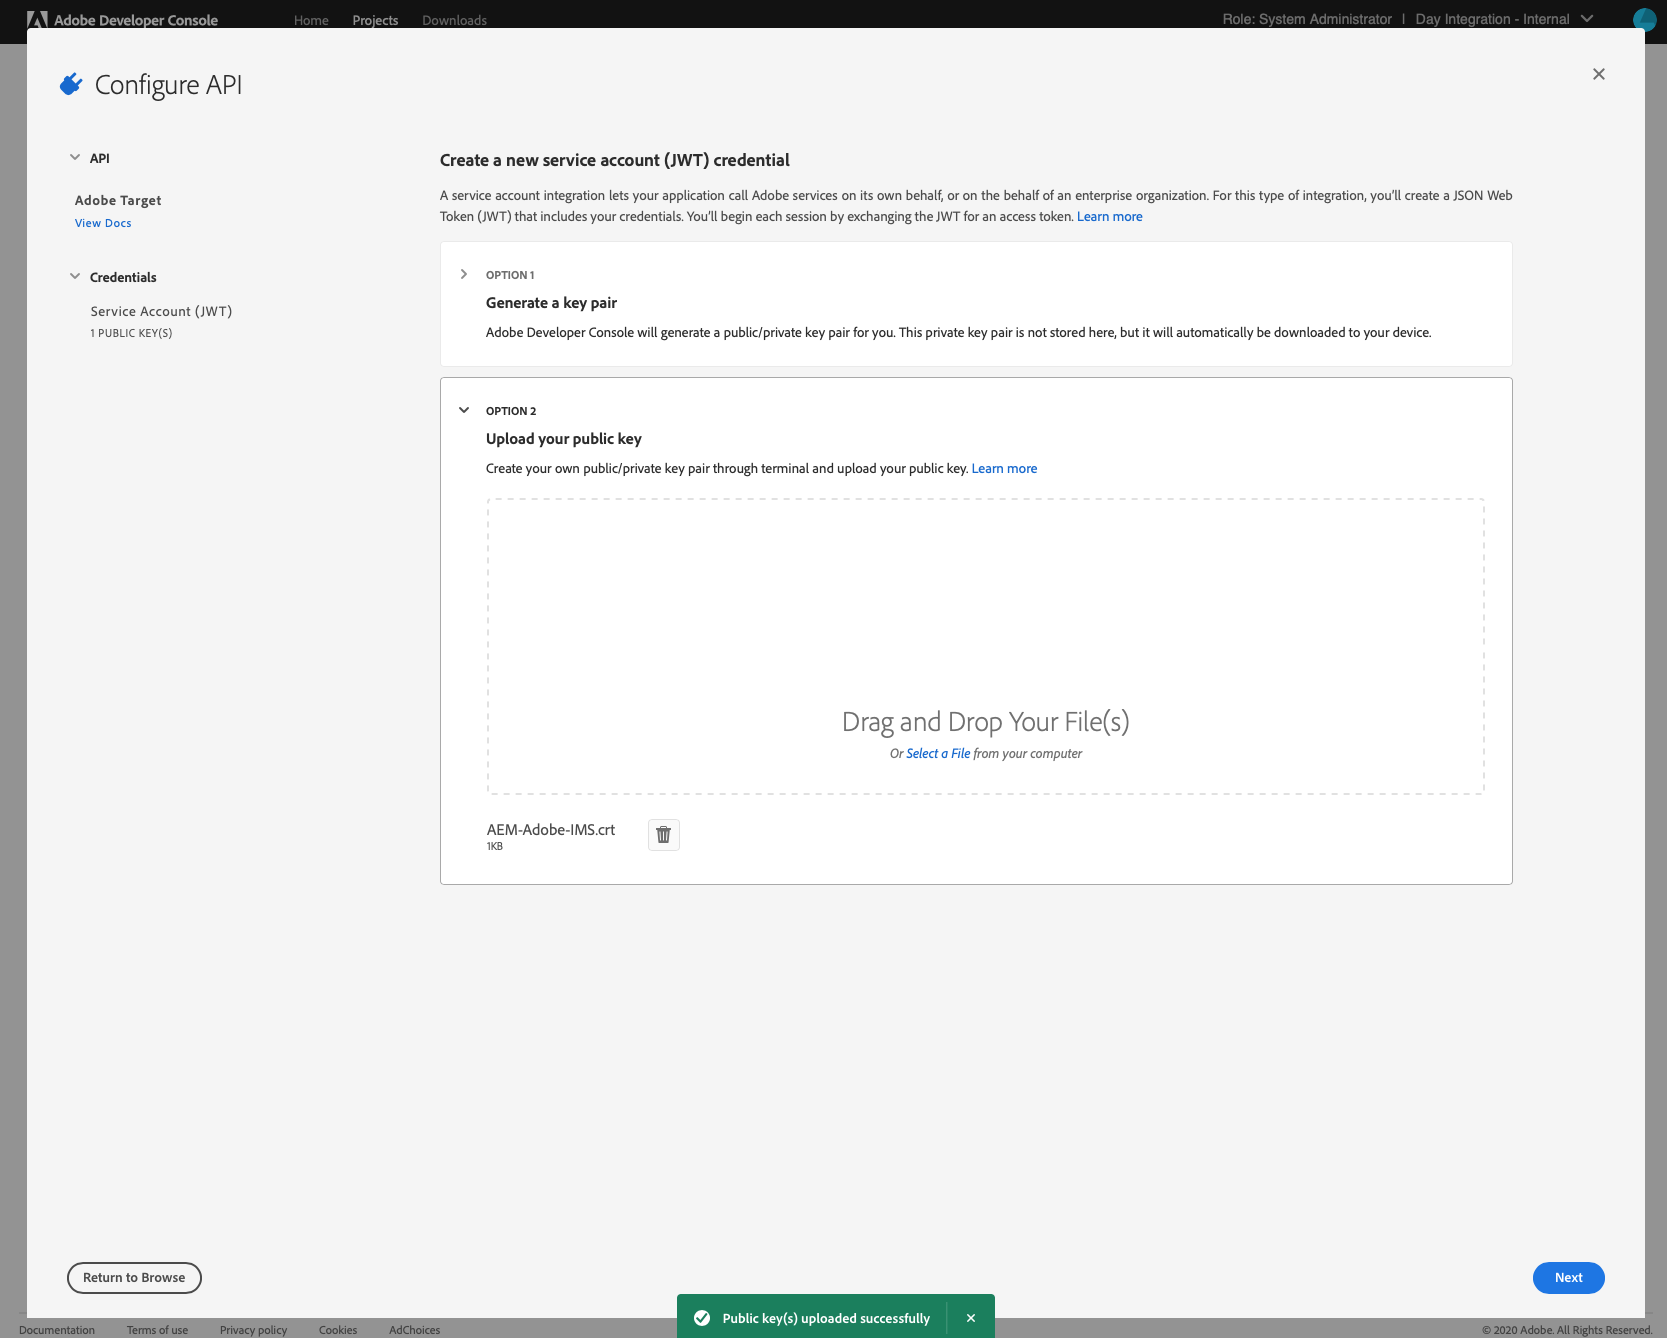 Adobe Developer Console
Home
Projects
Downloads
Role: System Administrator | Day Integration - Internal
Configure API
API
Adobe Target
View Docs
Credentials
Service Account (JWT)
1 PUBLIC KEY(S)
Create a new service account (JWT) credential
A service account integration lets your application call Adobe services on its own behalf, or on the behalf of an enterprise organization. For this type of integration, you'll create a JSON Web
Token (JWT) that includes your credentials. You'll begin each session by exchanging the JWT for an access token. Learn more
OPTION 1
Generate a key pair
Adobe Developer Console will generate a public/private key pair for you. This private key pair is not stored here, but it will automatically be downloaded to your device.
OPTION 2
Upload your public key
Create your own public/private key pair through terminal and upload your public key. Learn more
Drag and Drop Your File(s)
Or Select a File from your computer
AEM-Adobe-IMS.crt
1KB
Return to Browse
Next
Public key(s) uploaded successfully
Documentation
Terms of use
Privacy policy
Cookies
AdChoices
© 2020 Adobe. All Rights Reserved.